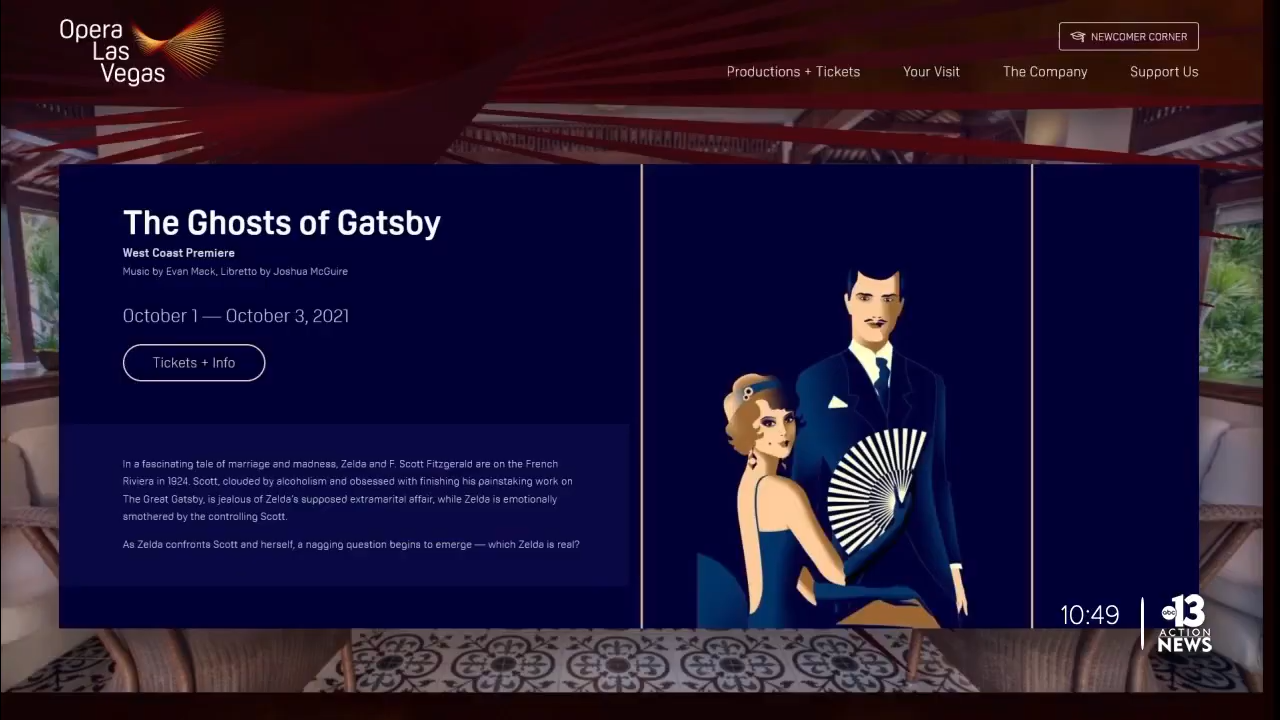 Opera
Las
Vegas
NEWCOMER CORNER
Productions + Tickets
Your Visit
The Company
Support Us
The Ghosts of Gatsby
West Coast Premiere
Music by Evan Mack, Libretto by Joshua McGuire
October 1 — October 3, 2021
Tickets + Info
In a fascinating tale of marriage and madness, Zelda and F. Scott Fitzgerald are on the French
Riviera in 1924. Scott, clouded by alcoholism and obsessed with finishing his painstaking work on
The Great Gatsby, is jealous of Zelda's supposed extramarital affair, while Zelda is emotionally
smothered by the controlling Scott.
As Zelda confronts Scott and herself, a nagging question begins to emerge — which Zelda is real?
10:49
abc 13
ACTION
NEWS